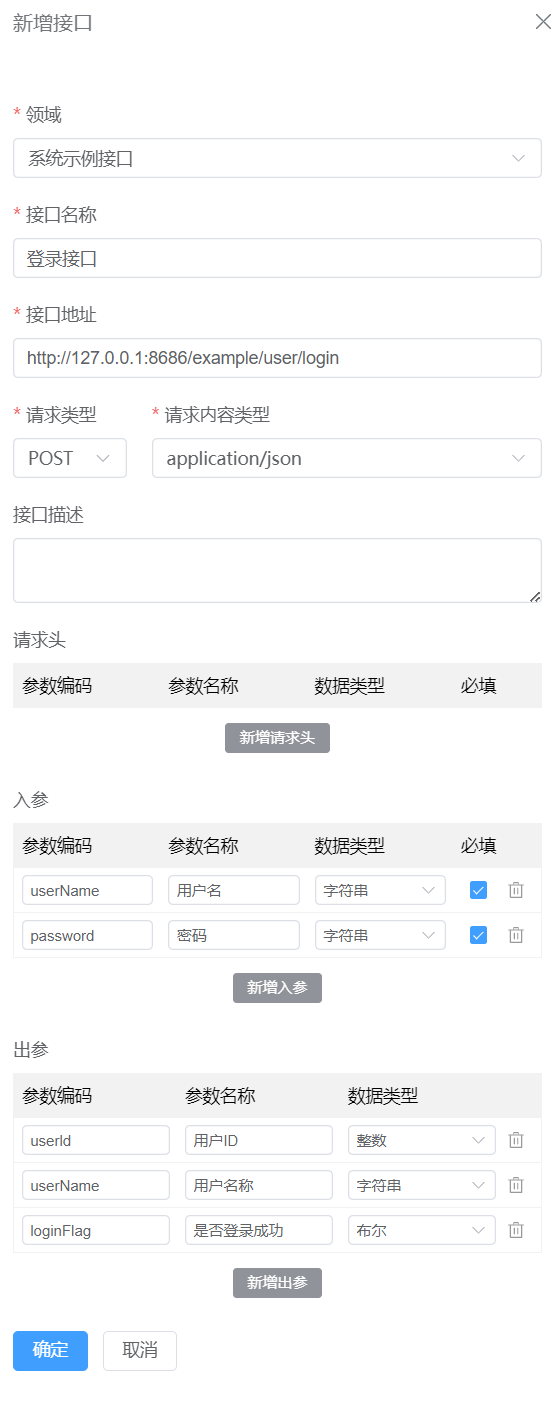 新增接口
* 领域
系统示例接口
* 接口名称
登录接口
* 接口地址
http://127.0.0.1:8686/example/user/login
* 请求类型 * 请求内容类型
POST application/json
接口描述
请求头
参数编码 参数名称 数据类型 必填
新增请求头
入参
参数编码 参数名称 数据类型 必填
userName 用户名 字符串
password 密码 字符串
新增入参
出参
参数编码 参数名称 数据类型
userId 用户ID 整数
userName 用户名称 字符串
loginFlag 是否登录成功 布尔
新增出参
确定 取消